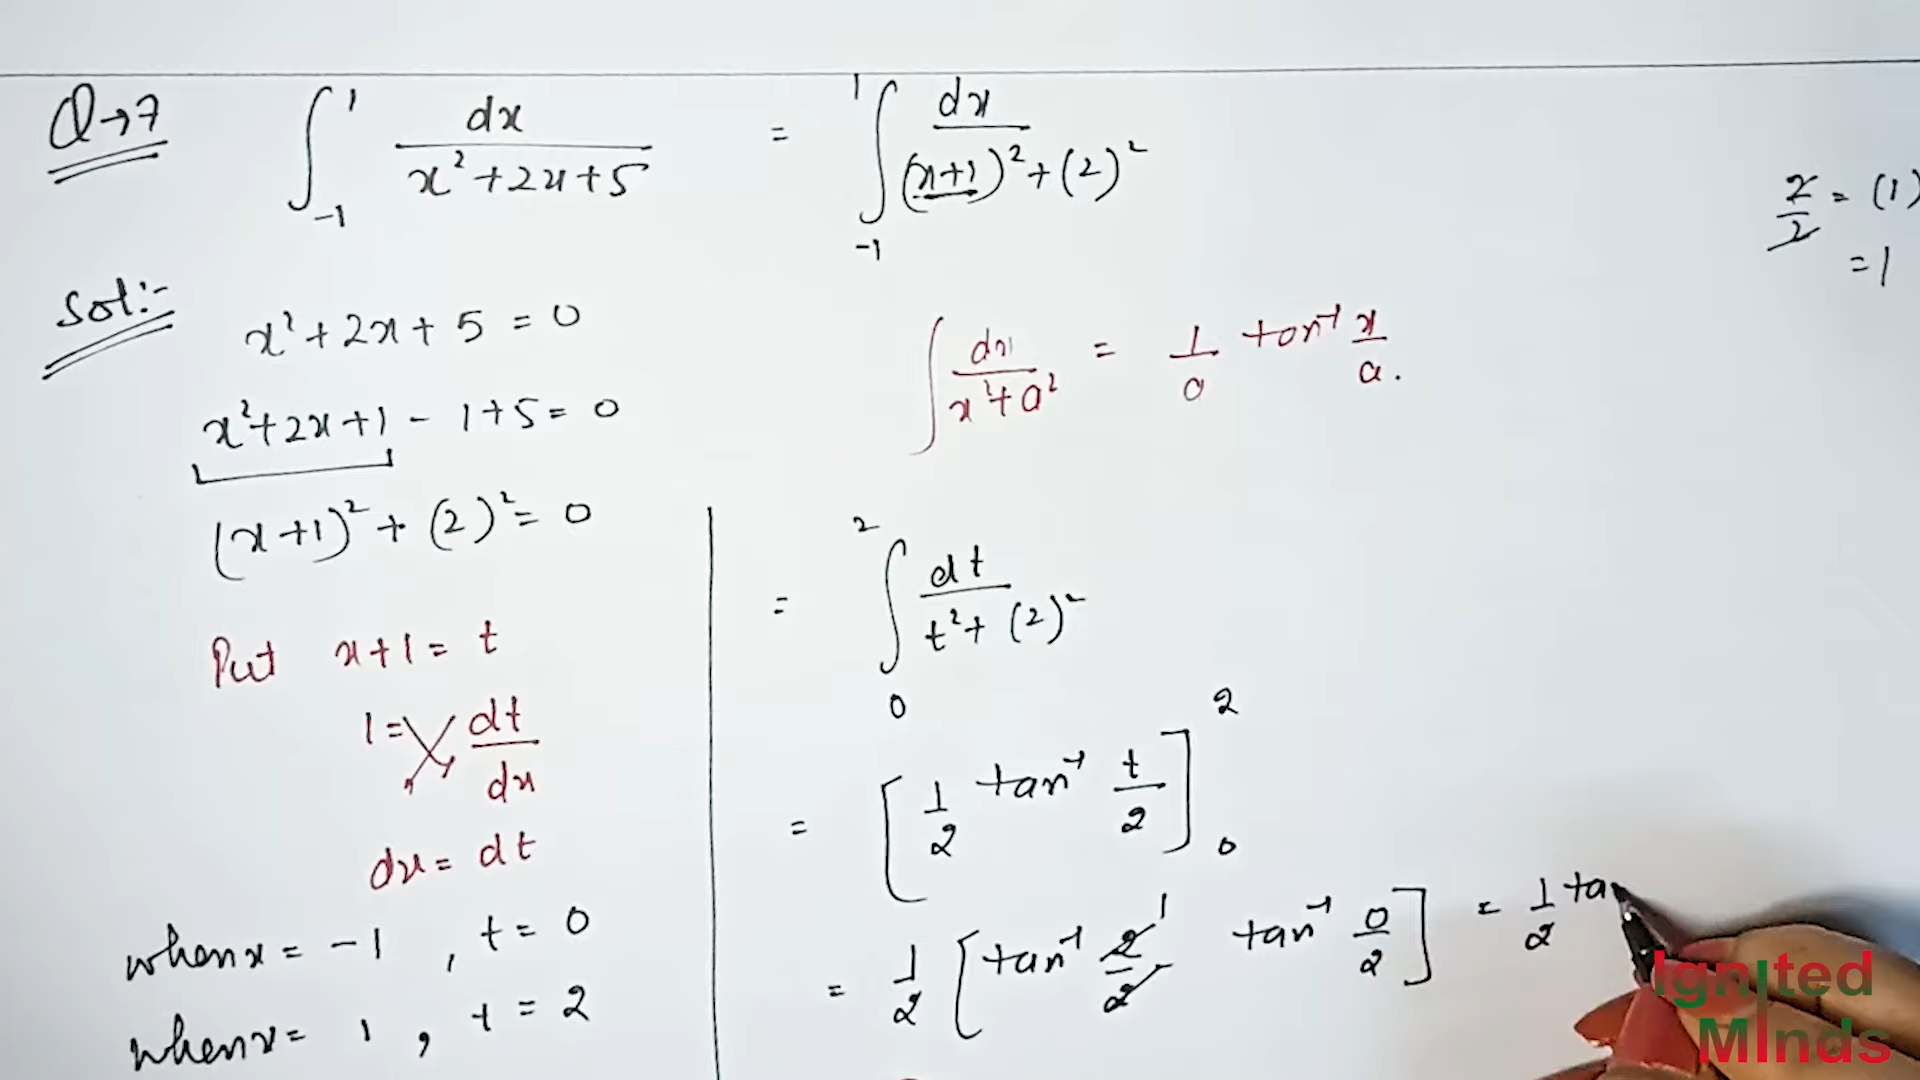 Q→7 ∫_{-1}^{1} dx/(x²+2x+5) = ∫_{-1}^{1} dx/((x+1)²+(2)²)
2/2 = (1)
=1
Sol:-
x²+2x+5 = 0
∫ dx/(x²+a²) = 1/a tan⁻¹ x/a.
x²+2x+1 - 1+5 = 0
(x+1)² + (2)² = 0
Put x+1 = t
1 = dt/dx
dx = dt
when x = -1 , t = 0
when x = 1 , t = 2
= ∫_{0}^{2} dt/(t²+(2)²)
= [1/2 tan⁻¹ t/2]_{0}^{2}
= 1/2 [tan⁻¹ 2/2 1 tan⁻¹ 0/2] = 1/2 ta
Ignited
Minds